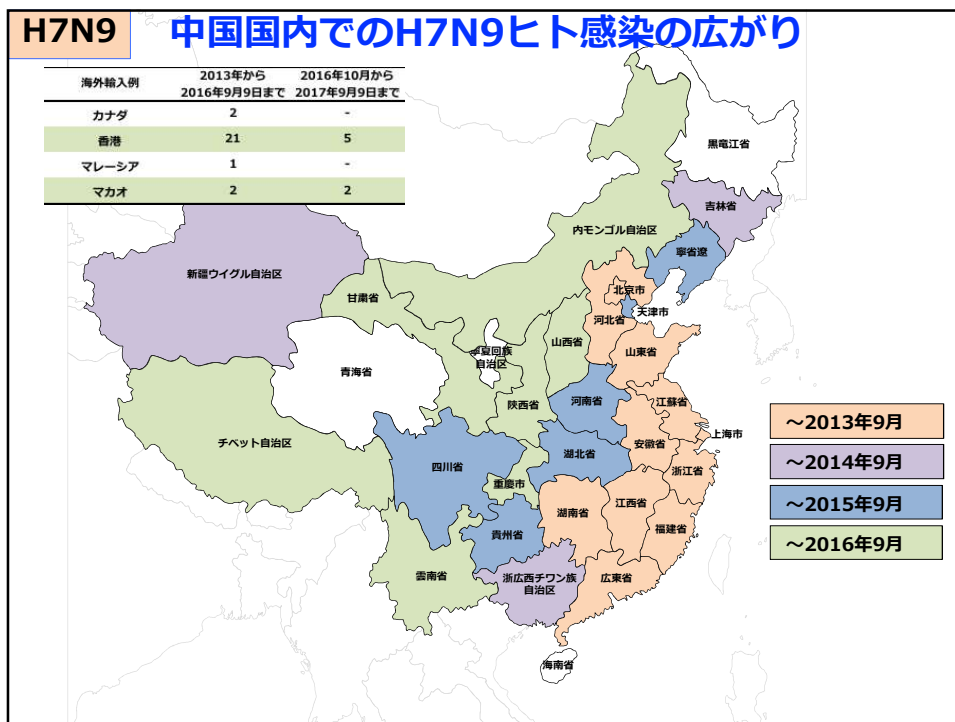 H7N9
中国国内でのH7N9ヒト感染の広がり
海外輸入例 2013年から 2016年9月9日まで 2016年10月から 2017年9月9日まで
カナダ 2 -
香港 21 5
マレーシア 1 -
マカオ 2 2
黒竜江省
吉林省
内モンゴル自治区
寧省遼
新疆ウイグル自治区
甘粛省
北京市
天津市
河北省
山西省
山東省
寧夏回族
自治区
青海省
陝西省
河南省
江蘇省
上海市
チベット自治区
四川省
湖北省
安徽省
浙江省
重慶市
湖南省
江西省
貴州省
福建省
雲南省
浙広西チワン族
自治区
広東省
海南省
～2013年9月
～2014年9月
～2015年9月
～2016年9月